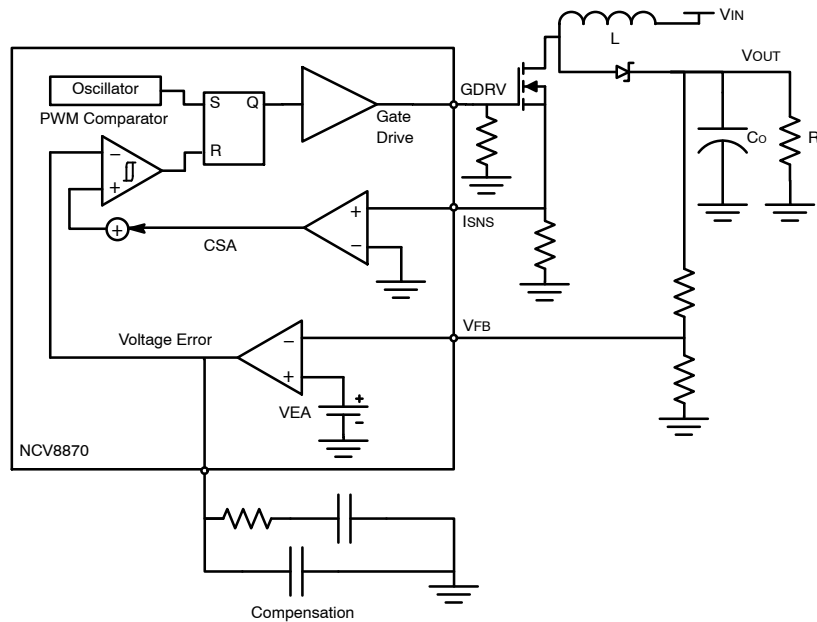 VIN
L
VOUT
Oscillator
PWM Comparator
S
Q
R
GDRV
Gate
Drive
CO
R
−
+
+
CSA
+
−
ISNS
Voltage Error
VFB
−
+
VEA
+
−
NCV8870
Compensation